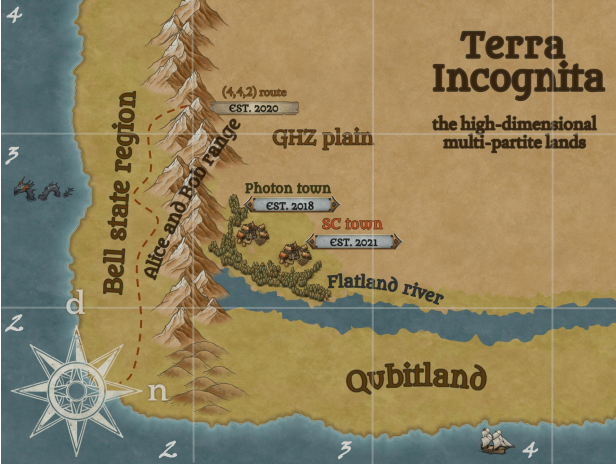 4
Terra
Incognita
the high-dimensional
multi-partite lands
(4,4,2) route
EST. 2020
GHZ plain
3
Bell state region
Alice and Bob range
Photon town
EST. 2018
SC town
EST. 2021
Flatland river
d
2
n
Qubitland
2
3
4